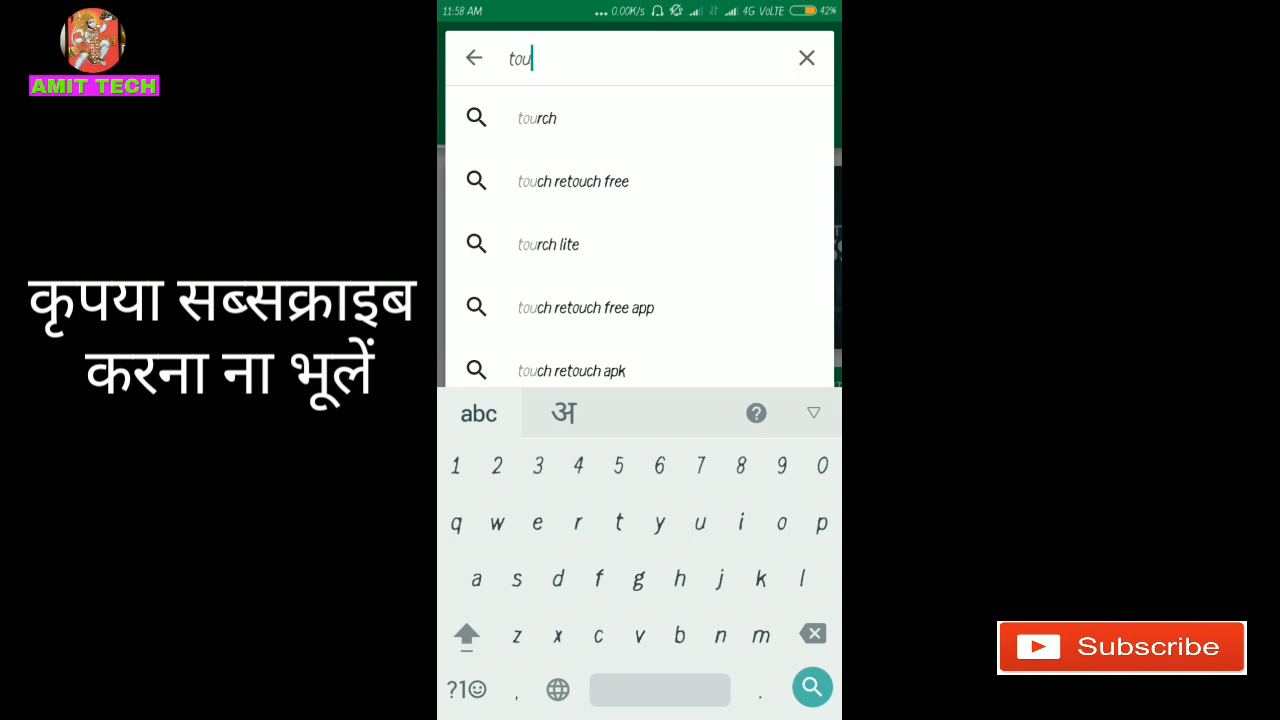 AMIT TECH
कृपया सब्सक्राइब
करना ना भूलें
11:58 AM ... 0.00K/s 4G VoLTE 42%
tou
tourch
touch retouch free
tourch lite
touch retouch free app
touch retouch apk
abc अ ?
1 2 3 4 5 6 7 8 9 0
q w e r t y u i o p
a s d f g h j k l
z x c v b n m
?1☺ , .
Subscribe